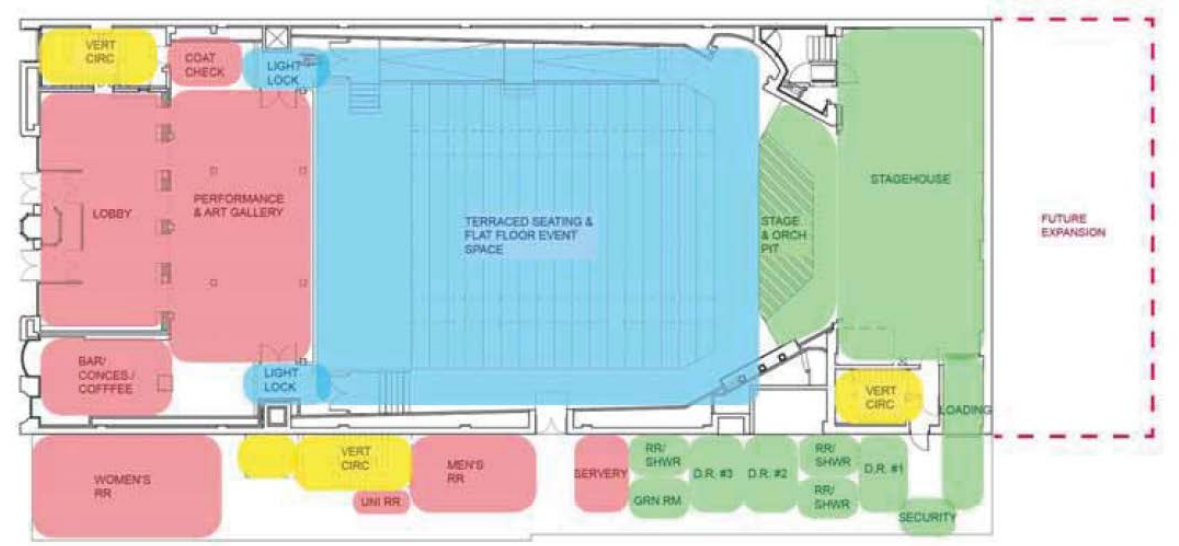 VERT
CIRC
COAT
CHECK
LIGHT
LOCK
LOBBY
PERFORMANCE
& ART GALLERY
TERRACED SEATING &
FLAT FLOOR EVENT
SPACE
STAGE
& ORCH
PIT
STAGEHOUSE
FUTURE
EXPANSION
BAR/
CONCES /
COFFFEE
LIGHT
LOCK
VERT
CIRC
LOADING
WOMEN'S
RR
VERT
CIRC
UNI RR
MEN'S
RR
SERVERY
RR/
SHWR
GRN RM
D.R. #3
D.R. #2
RR/
SHWR
RR/
SHWR
D.R. #1
SECURITY